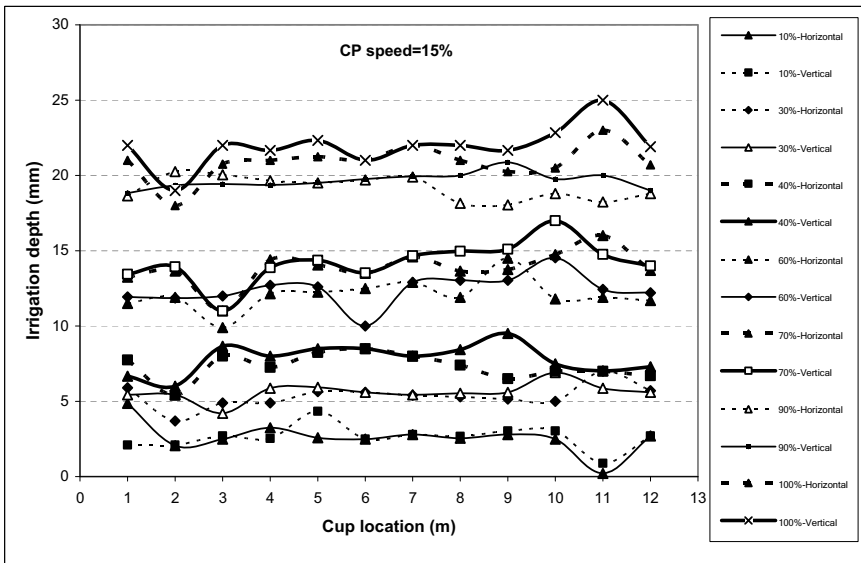 CP speed=15%
Irrigation depth (mm)
30
25
20
15
10
5
0
0 1 2 3 4 5 6 7 8 9 10 11 12 13
Cup location (m)
10%-Horizontal
10%-Vertical
30%-Horizontal
30%-Vertical
40%-Horizontal
40%-Vertical
60%-Horizontal
60%-Vertical
70%-Horizontal
70%-Vertical
90%-Horizontal
90%-Vertical
100%-Horizontal
100%-Vertical